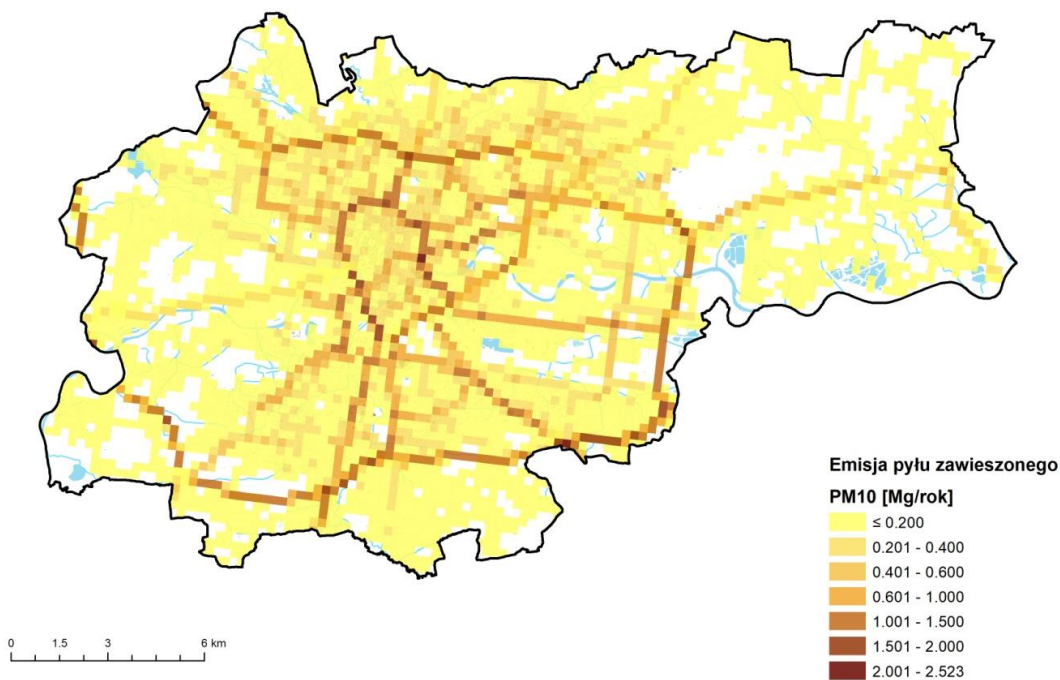 Emisja pyłu zawieszonego
PM10 [Mg/rok]
≤ 0.200
0.201 - 0.400
0.401 - 0.600
0.601 - 1.000
1.001 - 1.500
1.501 - 2.000
2.001 - 2.523
0 1.5 3 6 km